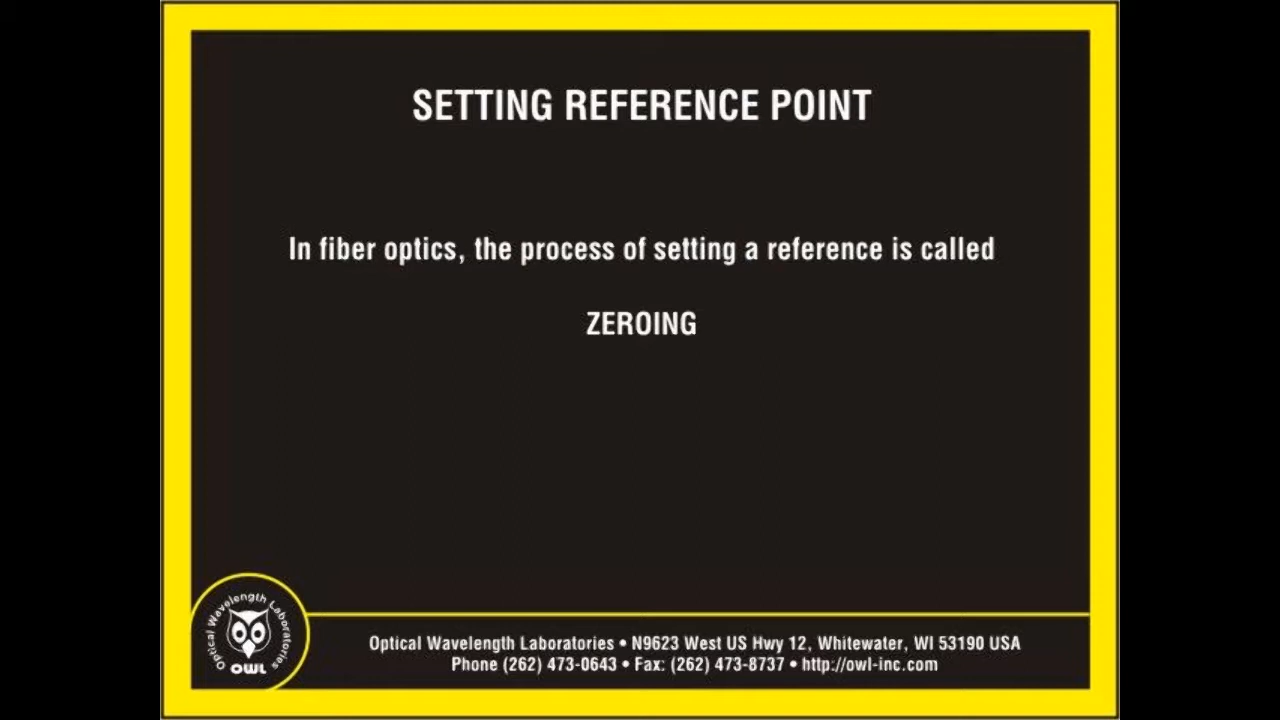 SETTING REFERENCE POINT
In fiber optics, the process of setting a reference is called
ZEROING
Optical Wavelength Laboratories
OWL
Optical Wavelength Laboratories • N9623 West US Hwy 12, Whitewater, WI 53190 USA
Phone (262) 473-0643 • Fax: (262) 473-8737 • http://owl-inc.com